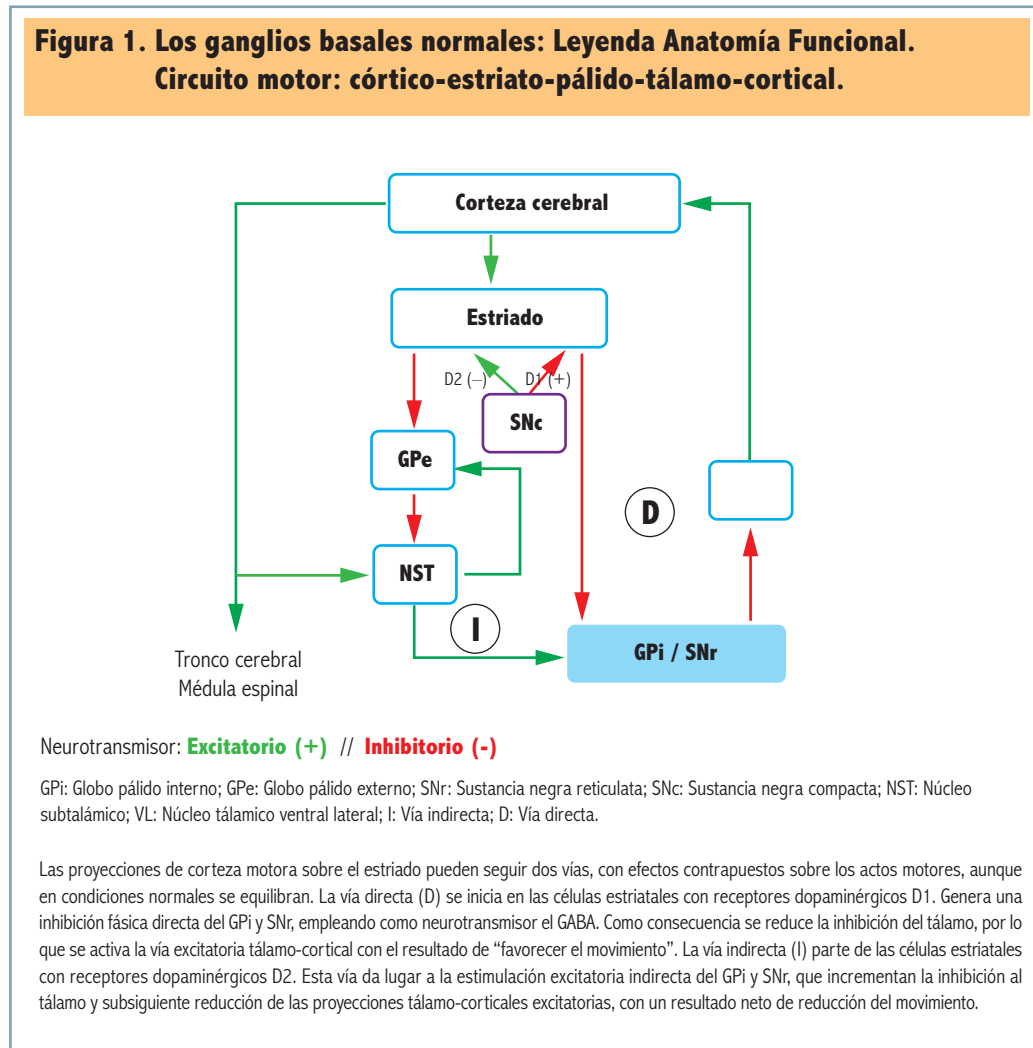 Figura 1. Los ganglios basales normales: Leyenda Anatomía Funcional.
Circuito motor: córtico-estriato-pálido-tálamo-cortical.
Corteza cerebral
Estriado
D2 (–)
D1 (+)
SNc
GPe
D
NST
I
GPi / SNr
Tronco cerebral
Médula espinal
Neurotransmisor: Excitatorio (+) // Inhibitorio (-)
GPi: Globo pálido interno; GPe: Globo pálido externo; SNr: Sustancia negra reticulata; SNc: Sustancia negra compacta; NST: Núcleo
subtalámico; VL: Núcleo tálamico ventral lateral; I: Vía indirecta; D: Vía directa.
Las proyecciones de corteza motora sobre el estriado pueden seguir dos vías, con efectos contrapuestos sobre los actos motores, aunque
en condiciones normales se equilibran. La vía directa (D) se inicia en las células estriatales con receptores dopaminérgicos D1. Genera una
inhibición fásica directa del GPi y SNr, empleando como neurotransmisor el GABA. Como consecuencia se reduce la inhibición del tálamo, por lo
que se activa la vía excitatoria tálamo-cortical con el resultado de “favorecer el movimiento”. La vía indirecta (I) parte de las células estriatales
con receptores dopaminérgicos D2. Esta vía da lugar a la estimulación excitatoria indirecta del GPi y SNr, que incrementan la inhibición al
tálamo y subsiguiente reducción de las proyecciones tálamo-corticales excitatorias, con un resultado neto de reducción del movimiento.